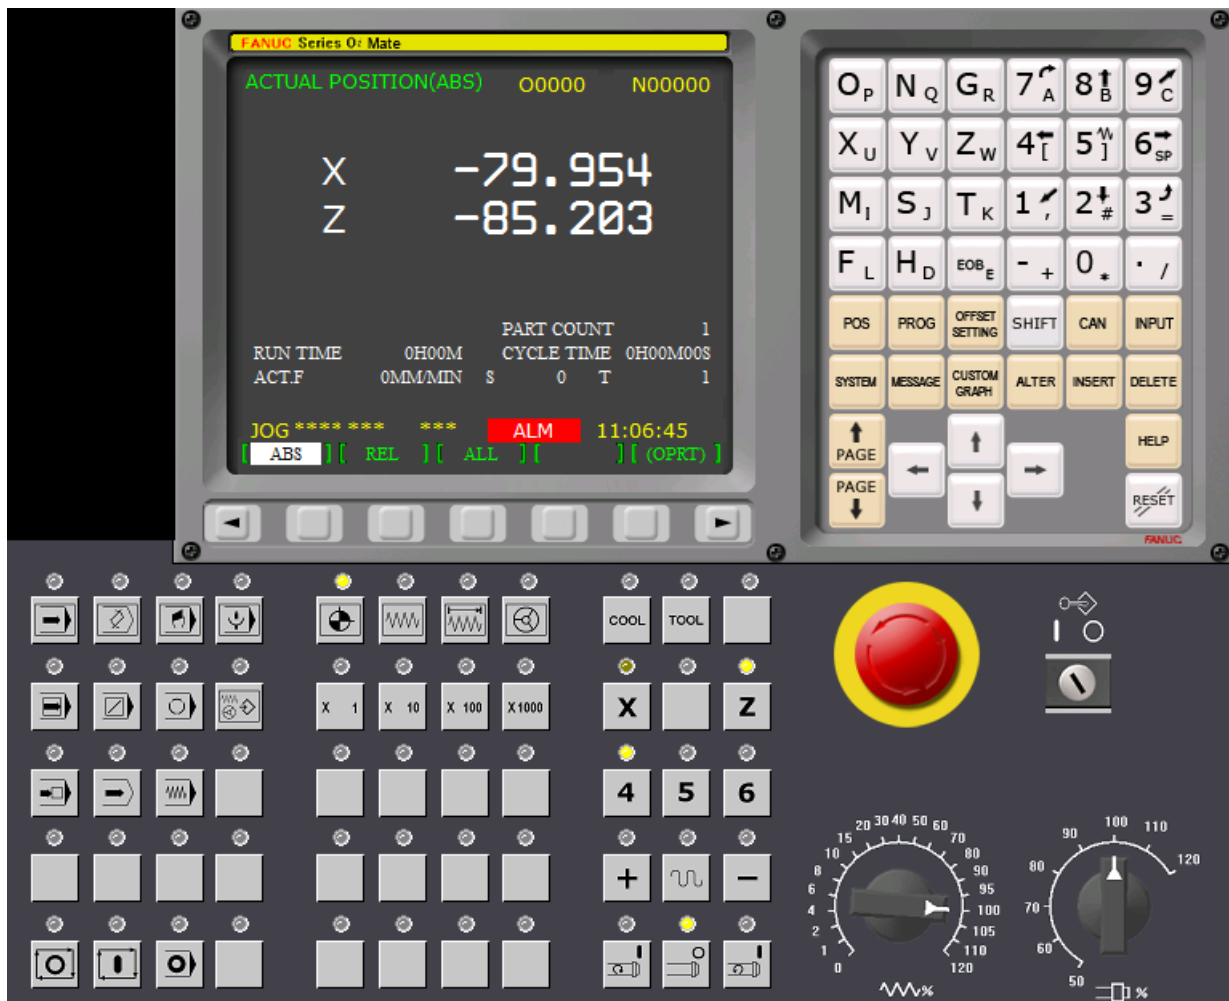 FANUC Series 0i Mate
ACTUAL POSITION(ABS) O0000 N00000
X -79.954
Z -85.203
PART COUNT 1
RUN TIME 0H00M CYCLE TIME 0H00M00S
ACT.F 0MM/MIN S 0 T 1
JOG **** *** *** ALM 11:06:45
[ ABS ] [ REL ] [ ALL ] [ ] [ (OPRT) ]
O P N Q G R 7 A 8 B 9 C
X U Y V Z W 4 [ 5 ] 6 SP
M I S J T K 1 , 2 # 3 =
F L H D EOB E - + 0 * . /
POS PROG OFFSET SETTING SHIFT CAN INPUT
SYSTEM MESSAGE CUSTOM GRAPH ALTER INSERT DELETE
PAGE HELP
PAGE RESET
FANUC
COOL TOOL
X 1 X 10 X 100 X1000 X Z
4 5 6
+ -
0 1 2 4 6 8 10 15 20 30 40 50 60 70 80 90 95 100 105 110 120
%
50 60 70 80 90 100 110 120
%